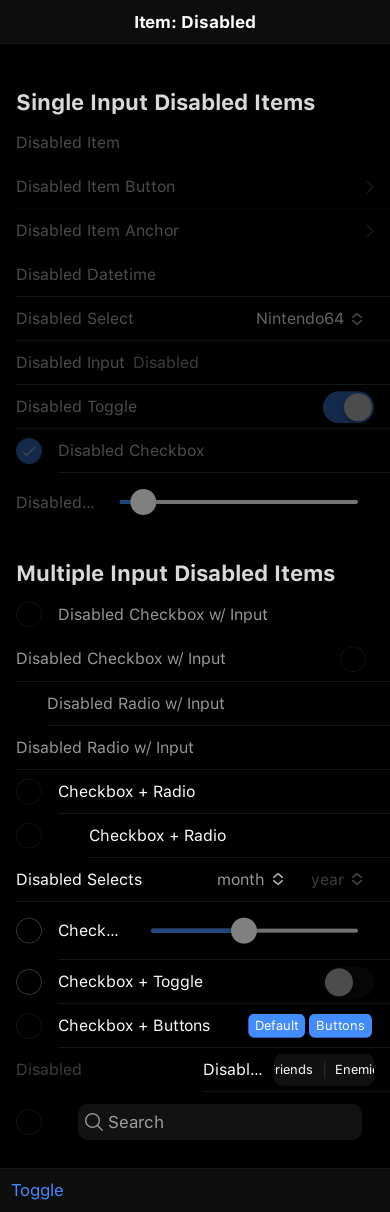 Item: Disabled
Single Input Disabled Items
Disabled Item
Disabled Item Button
Disabled Item Anchor
Disabled Datetime
Disabled Select Nintendo64
Disabled Input Disabled
Disabled Toggle
Disabled Checkbox
Disabled...
Multiple Input Disabled Items
Disabled Checkbox w/ Input
Disabled Checkbox w/ Input
Disabled Radio w/ Input
Disabled Radio w/ Input
Checkbox + Radio
Checkbox + Radio
Disabled Selects month year
Check...
Checkbox + Toggle
Checkbox + Buttons Default Buttons
Disabled Disabl... riends Enemie
Search
Toggle